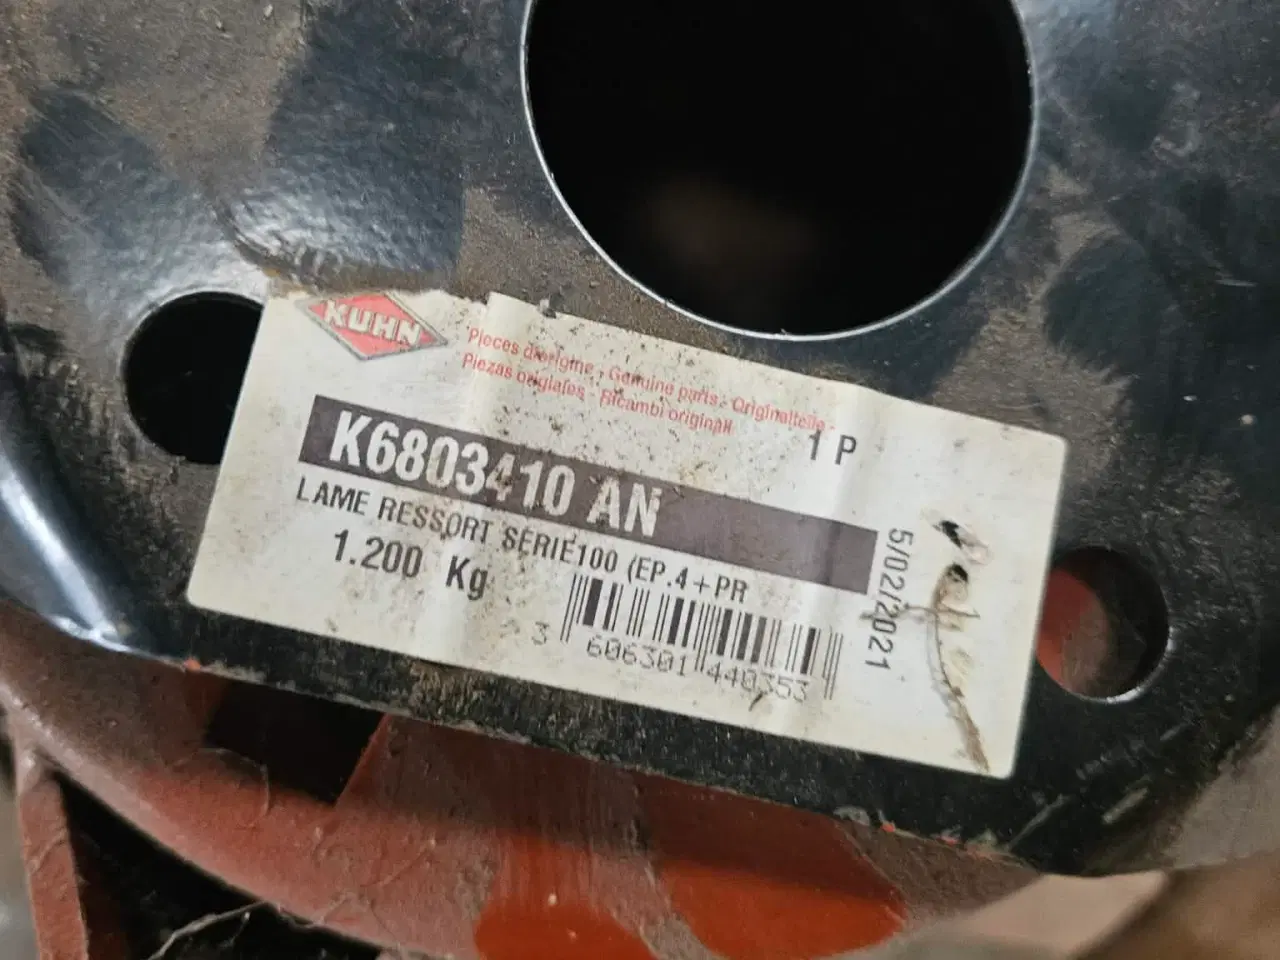 KUHN
Pieces d'origine - Genuine parts - Originalteile -
Piezas originales - Ricambi originali
1 P
K6803410 AN
LAME RESSORT SERIE100 (EP.4+PR
1.200 Kg
3 606301 440353
5/02/2021